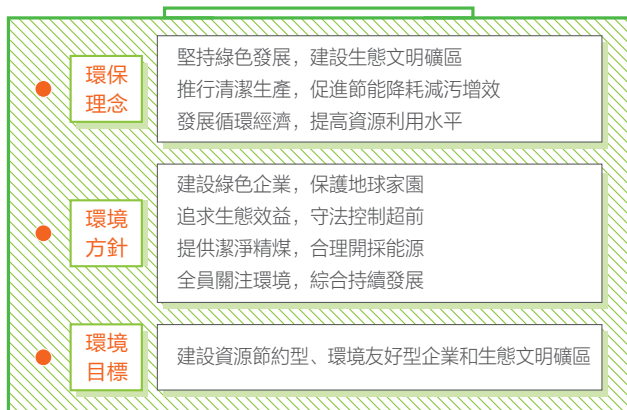 環保
理念
堅持綠色發展，建設生態文明礦區
推行清潔生產，促進節能降耗減污增效
發展循環經濟，提高資源利用水平
環境
方針
建設綠色企業，保護地球家園
追求生態效益，守法控制超前
提供潔淨精煤，合理開採能源
全員關注環境，綜合持續發展
環境
目標
建設資源節約型、環境友好型企業和生態文明礦區